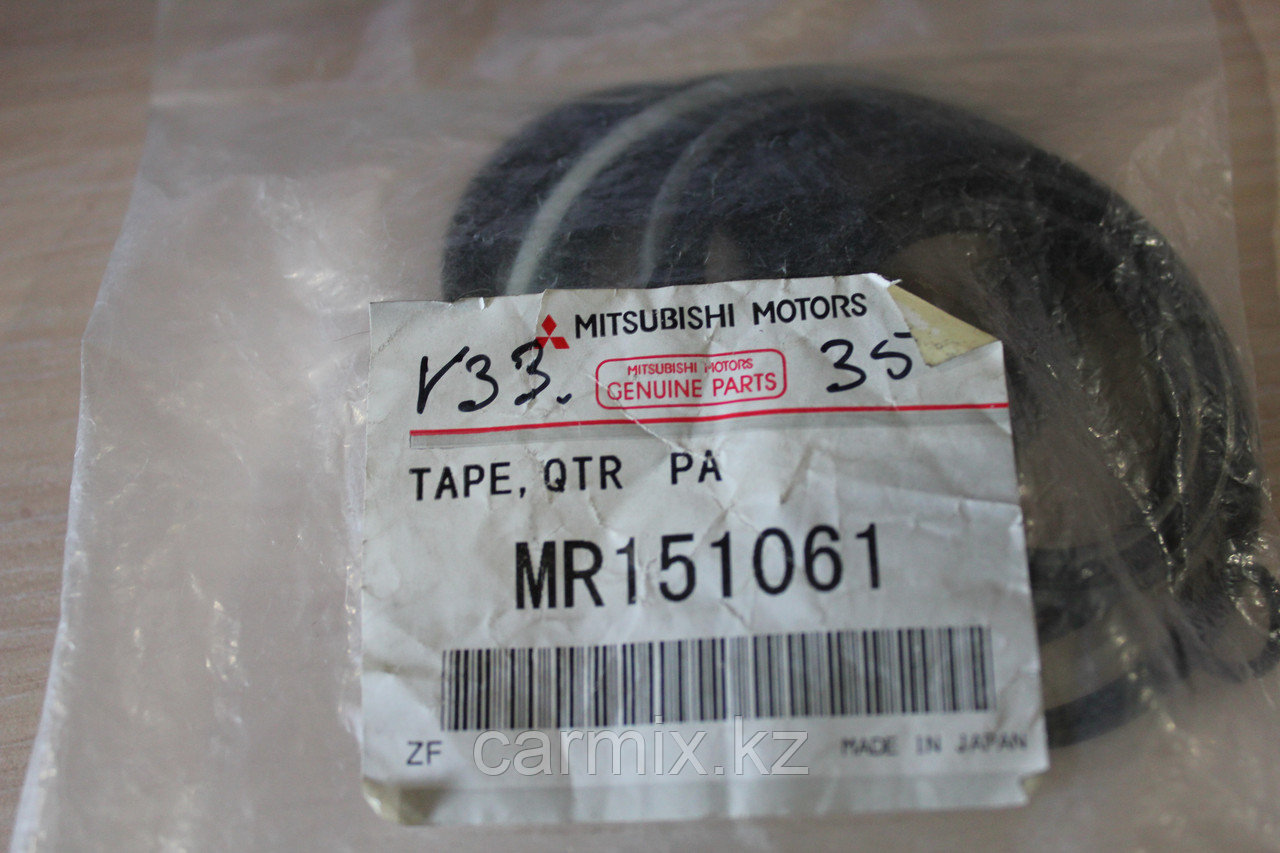 MITSUBISHI MOTORS
V33. MITSUBISHI MOTORS 35
GENUINE PARTS
TAPE, QTR PA
MR151061
ZF MADE IN JAPAN
carmix.kz